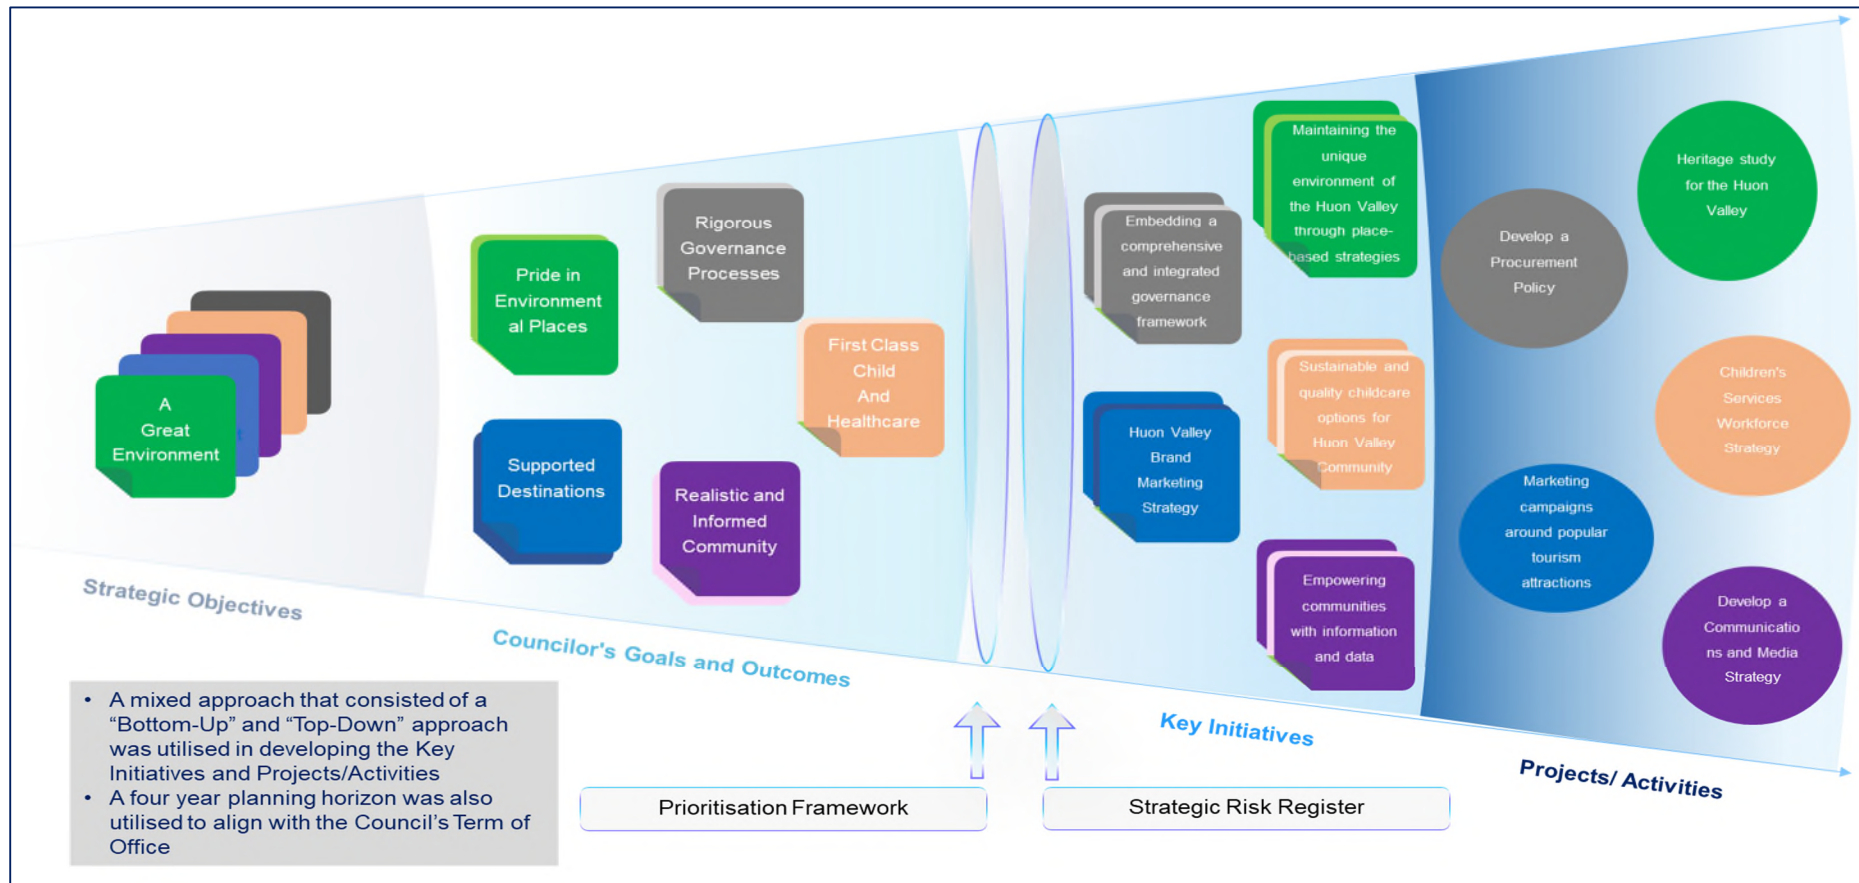 A
Great
Environment
Strategic Objectives
Pride in
Environment
al Places
Rigorous
Governance
Processes
First Class
Child
And
Healthcare
Supported
Destinations
Realistic and
Informed
Community
Councilor's Goals and Outcomes
Embedding a
comprehensive
and integrated
governance
framework
Maintaining the
unique
environment of
the Huon Valley
through place-
based strategies
Huon Valley
Brand
Marketing
Strategy
Sustainable and
quality childcare
options for
Huon Valley
Community
Empowering
communities
with information
and data
Key Initiatives
Develop a
Procurement
Policy
Heritage study
for the Huon
Valley
Children's
Services
Workforce
Strategy
Marketing
campaigns
around popular
tourism
attractions
Develop a
Communicatio
ns and Media
Strategy
Projects/ Activities
• A mixed approach that consisted of a
“Bottom-Up” and “Top-Down” approach
was utilised in developing the Key
Initiatives and Projects/Activities
• A four year planning horizon was also
utilised to align with the Council’s Term of
Office
Prioritisation Framework
Strategic Risk Register